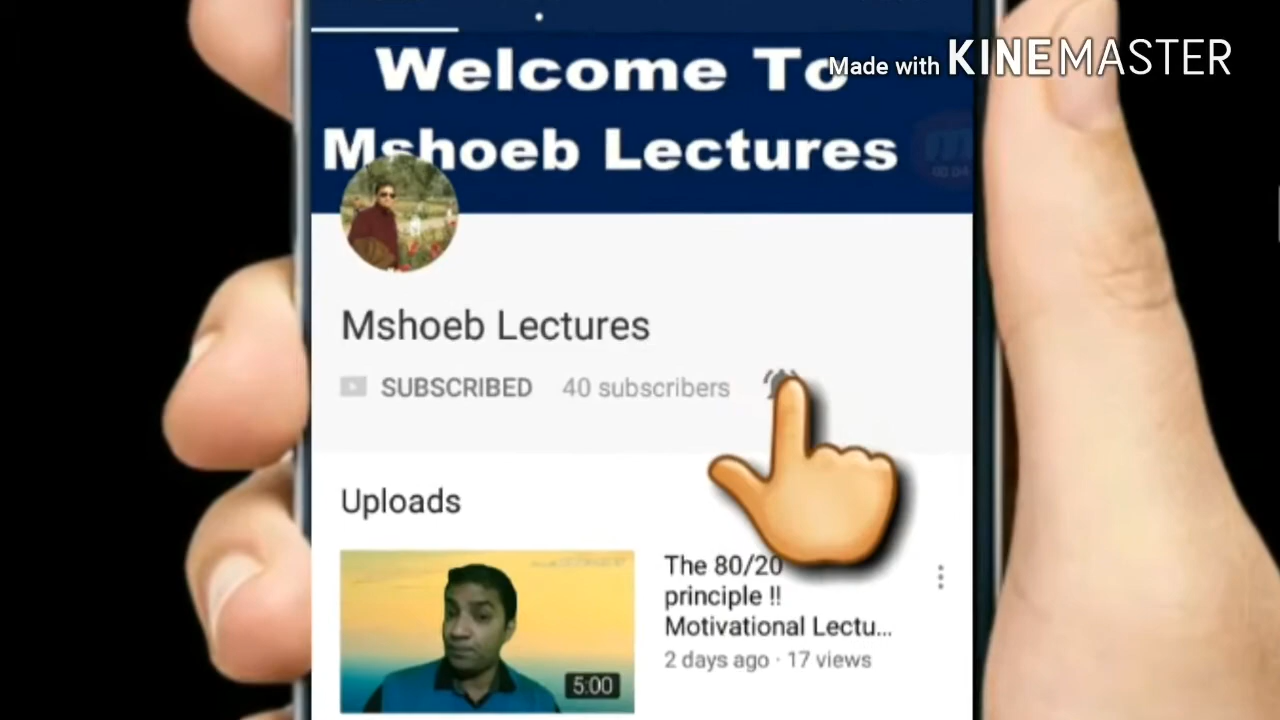 Welcome To
Made with KINEMASTER
Mshoeb Lectures
Mshoeb Lectures
SUBSCRIBED 40 subscribers
Uploads
The 80/20
principle !!
Motivational Lectu...
2 days ago · 17 views
5:00